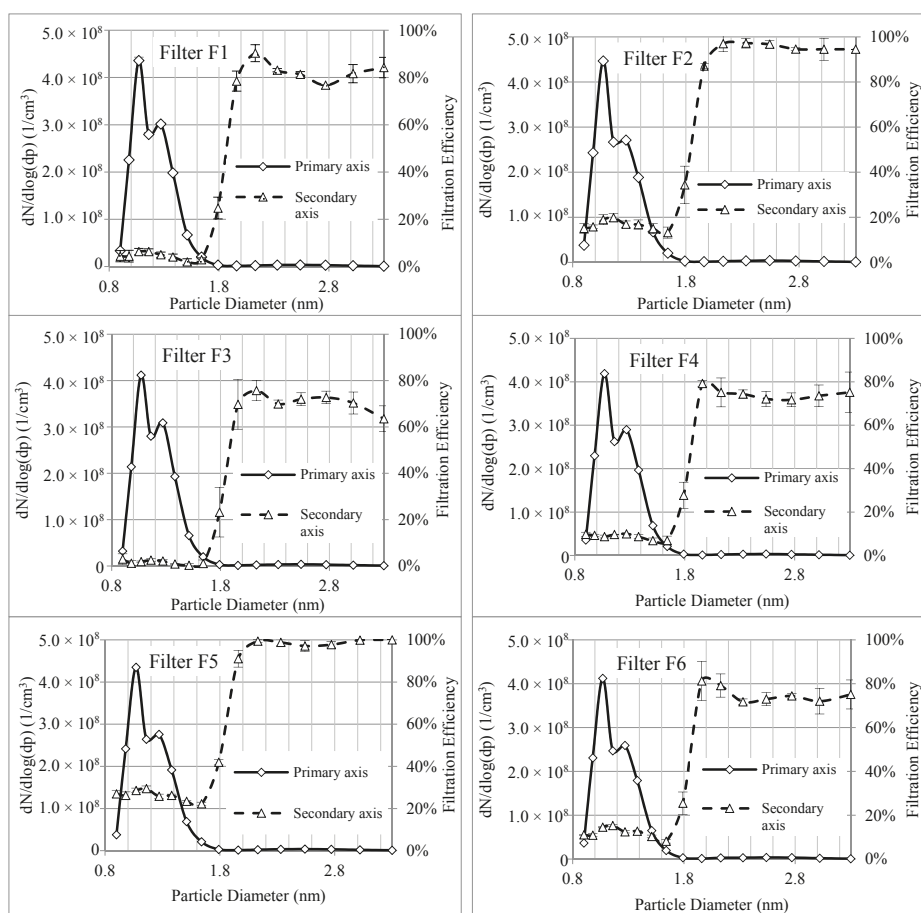 Filter F1
dN/dlog(dp) (1/cm³)
5.0 × 10⁸
4.0 × 10⁸
3.0 × 10⁸
2.0 × 10⁸
1.0 × 10⁸
0
0.8
1.8
2.8
Particle Diameter (nm)
100%
80%
60%
40%
20%
0%
Filtration Efficiency
Primary axis
Secondary
axis
Filter F2
dN/dlog(dp) (1/cm³)
5.0 × 10⁸
4.0 × 10⁸
3.0 × 10⁸
2.0 × 10⁸
1.0 × 10⁸
0
0.8
1.8
2.8
Particle Diameter (nm)
100%
80%
60%
40%
20%
0%
Filtration Efficiency
Primary axis
Secondary axis
Filter F3
dN/dlog(dp) (1/cm³)
5.0 × 10⁸
4.0 × 10⁸
3.0 × 10⁸
2.0 × 10⁸
1.0 × 10⁸
0
0.8
1.8
2.8
Particle Diameter (nm)
100%
80%
60%
40%
20%
0%
Filtration Efficiency
Primary axis
Secondary
axis
Filter F4
dN/dlog(dp) (1/cm³)
5.0 × 10⁸
4.0 × 10⁸
3.0 × 10⁸
2.0 × 10⁸
1.0 × 10⁸
0
0.8
1.8
2.8
Particle Diameter (nm)
100%
80%
60%
40%
20%
0%
Filtration Efficiency
Primary axis
Secondary
axis
Filter F5
dN/dlog(dp) (1/cm³)
5.0 × 10⁸
4.0 × 10⁸
3.0 × 10⁸
2.0 × 10⁸
1.0 × 10⁸
0
0.8
1.8
2.8
Particle Diameter (nm)
100%
80%
60%
40%
20%
0%
Filtration Efficiency
Primary axis
Secondary
axis
Filter F6
dN/dlog(dp) (1/cm³)
5.0 × 10⁸
4.0 × 10⁸
3.0 × 10⁸
2.0 × 10⁸
1.0 × 10⁸
0
0.8
1.8
2.8
Particle Diameter (nm)
100%
80%
60%
40%
20%
0%
Filtration Efficiency
Primary axis
Secondary
axis